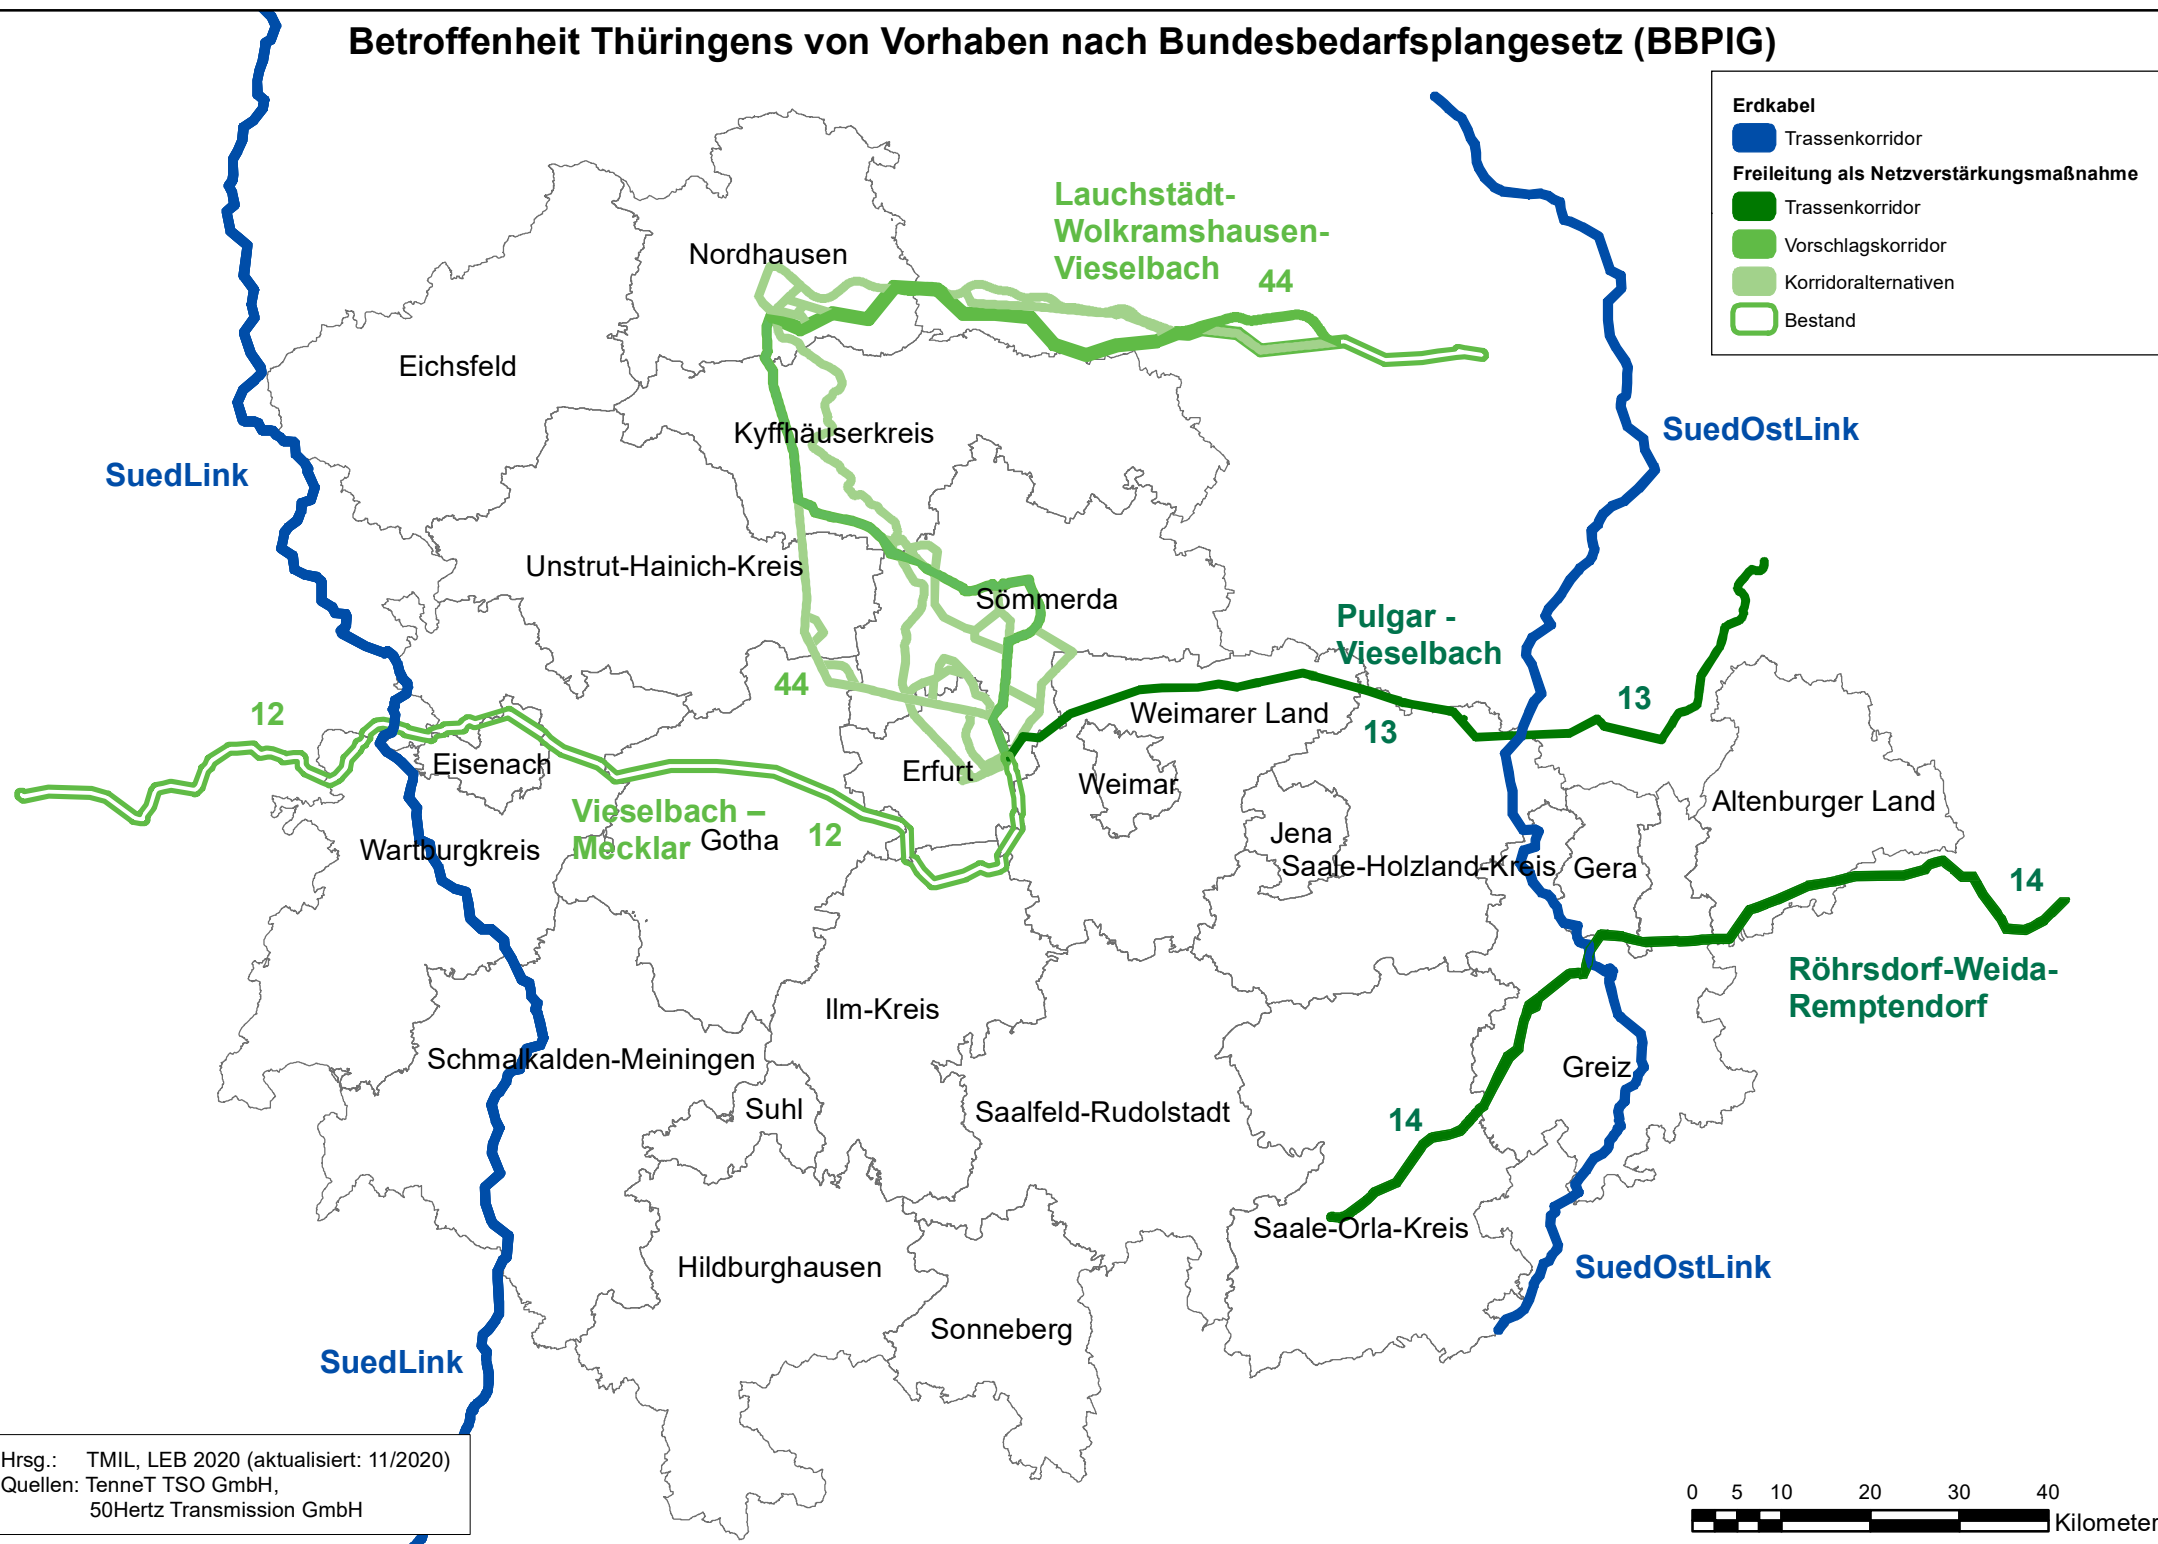 Betroffenheit Thüringens von Vorhaben nach Bundesbedarfsplangesetz (BBPlG)
Erdkabel
Trassenkorridor
Freileitung als Netzverstärkungsmaßnahme
Trassenkorridor
Vorschlagskorridor
Korridoralternativen
Bestand
Lauchstädt-
Wolkramshausen-
Vieselbach
44
Nordhausen
Eichsfeld
Kyffhäuserkreis
SuedOstLink
SuedLink
Unstrut-Hainich-Kreis
Sömmerda
Pulgar -
Vieselbach
44
13
12
Weimarer Land
13
Eisenach
Erfurt
Weimar
Altenburger Land
Vieselbach –
Mecklar
Gotha
12
Jena
Wartburgkreis
Saale-Holzland-Kreis
Gera
14
Röhrsdorf-Weida-
Remptendorf
Ilm-Kreis
Schmalkalden-Meiningen
Greiz
Suhl
Saalfeld-Rudolstadt
14
Saale-Orla-Kreis
Hildburghausen
SuedOstLink
Sonneberg
SuedLink
Hrsg.: TMIL, LEB 2020 (aktualisiert: 11/2020)
Quellen: TenneT TSO GmbH,
50Hertz Transmission GmbH
0 5 10 20 30 40
Kilometer